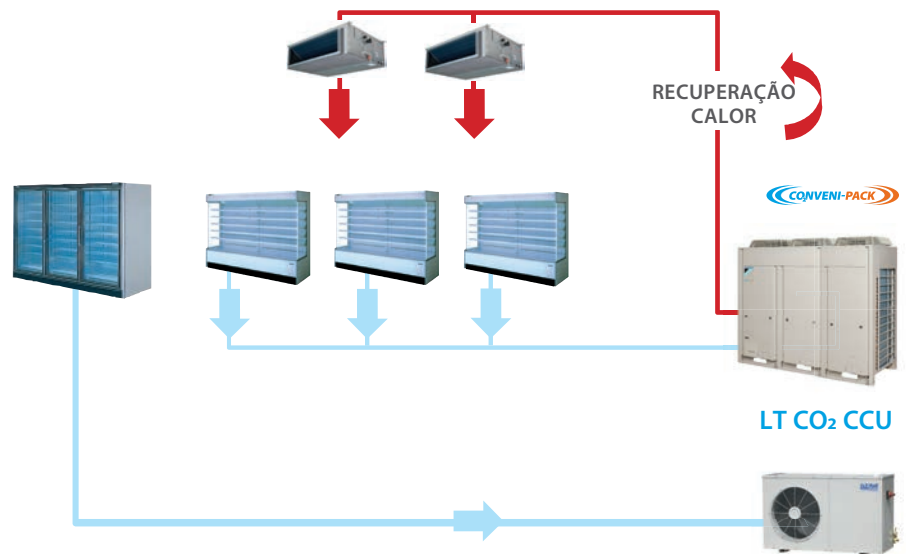 RECUPERAÇÃO
CALOR
CONVENI-PACK
LT CO₂ CCU